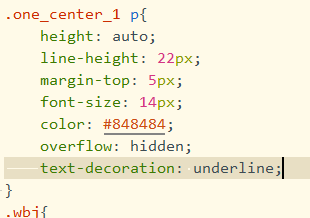 .one_center_1 p{
height: auto;
line-height: 22px;
margin-top: 5px;
font-size: 14px;
color: #848484;
overflow: hidden;
text-decoration: underline;
}
.wbj{